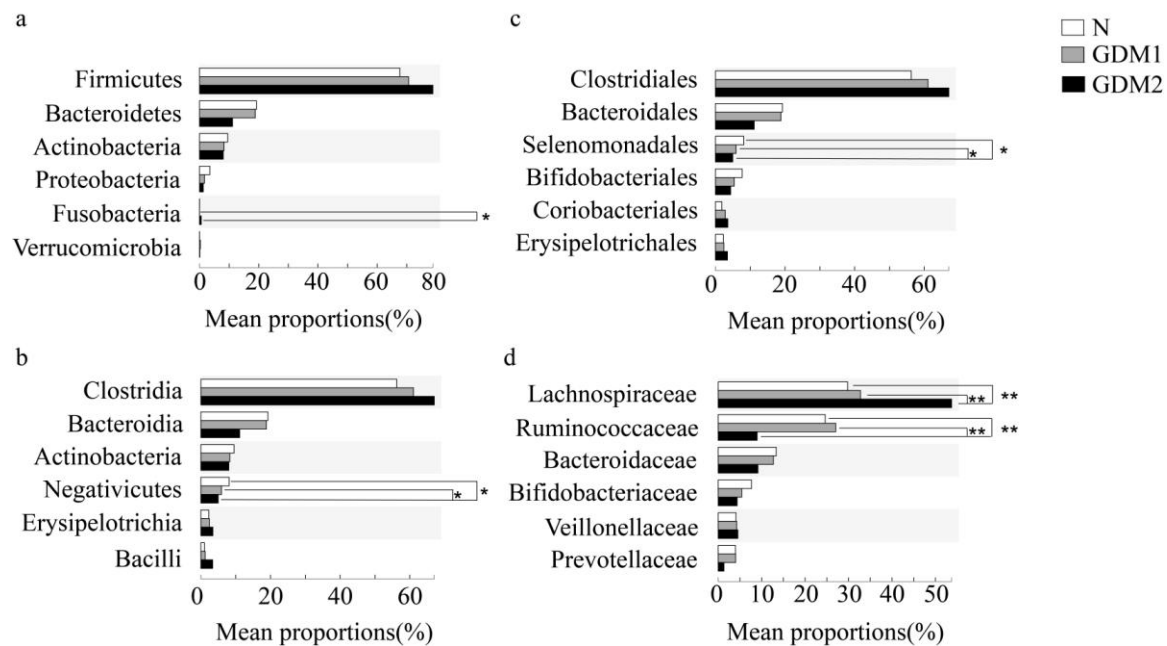 a
Firmicutes
Bacteroidetes
Actinobacteria
Proteobacteria
Fusobacteria
*
Verrucomicrobia
0 20 40 60 80
Mean proportions(%)
c
Clostridiales
Bacteroidales
Selenomonadales
* *
Bifidobacteriales
Coriobacteriales
Erysipelotrichales
0 20 40 60
Mean proportions(%)
N
GDM1
GDM2
b
Clostridia
Bacteroidia
Actinobacteria
Negativicutes
* *
Erysipelotrichia
Bacilli
0 20 40 60
Mean proportions(%)
d
Lachnospiraceae
** **
Ruminococcaceae
** **
Bacteroidaceae
Bifidobacteriaceae
Veillonellaceae
Prevotellaceae
0 10 20 30 40 50
Mean proportions(%)